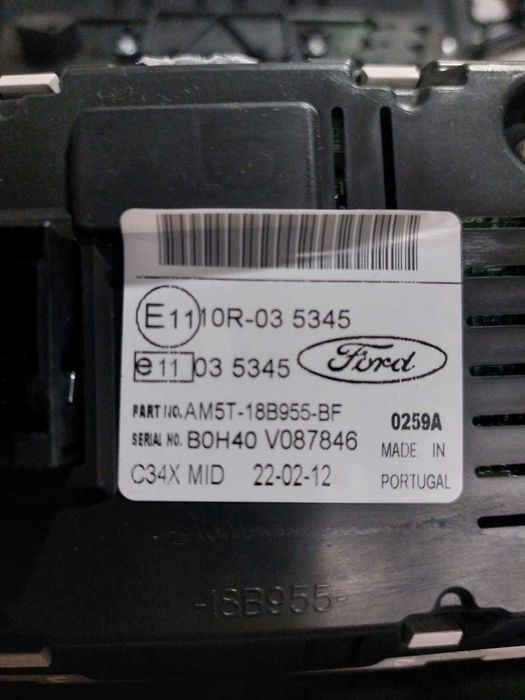 E11 10R-03 5345
e11 03 5345 Ford
PART NO. AM5T-18B955-BF 0259A
SERIAL NO. B0H40 V087846 MADE IN
C34X MID 22-02-12 PORTUGAL
-18B955-